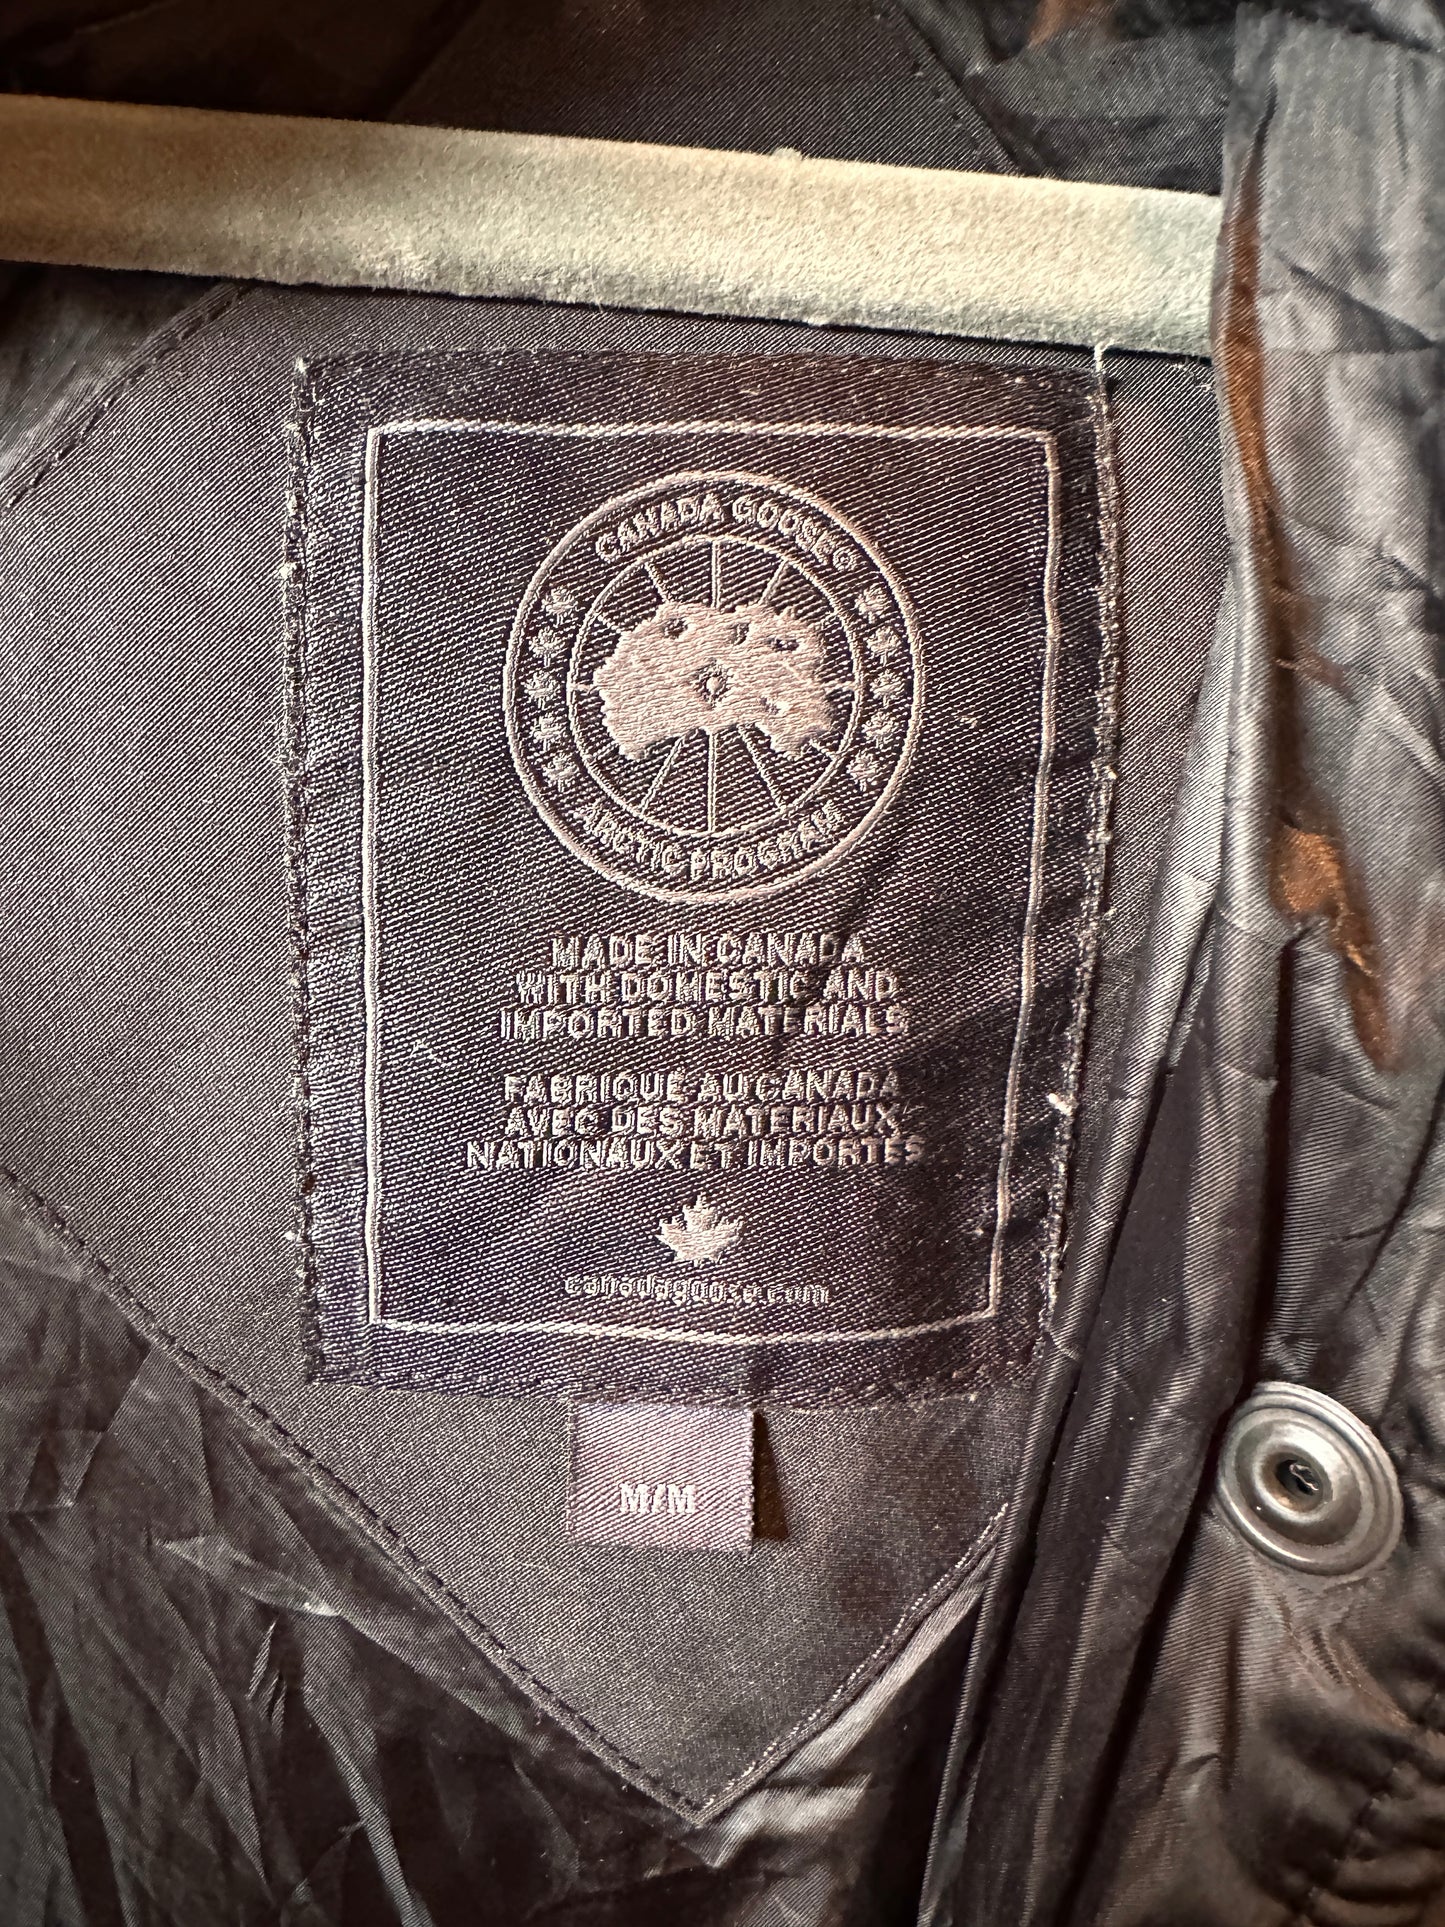 CANADA GOOSE®
ARCTIC PROGRAM
MADE IN CANADA
WITH DOMESTIC AND
IMPORTED MATERIALS
FABRIQUÉ AU CANADA
AVEC DES MATERIAUX
NATIONAUX ET IMPORTÉS
canadagoose.com
M/M